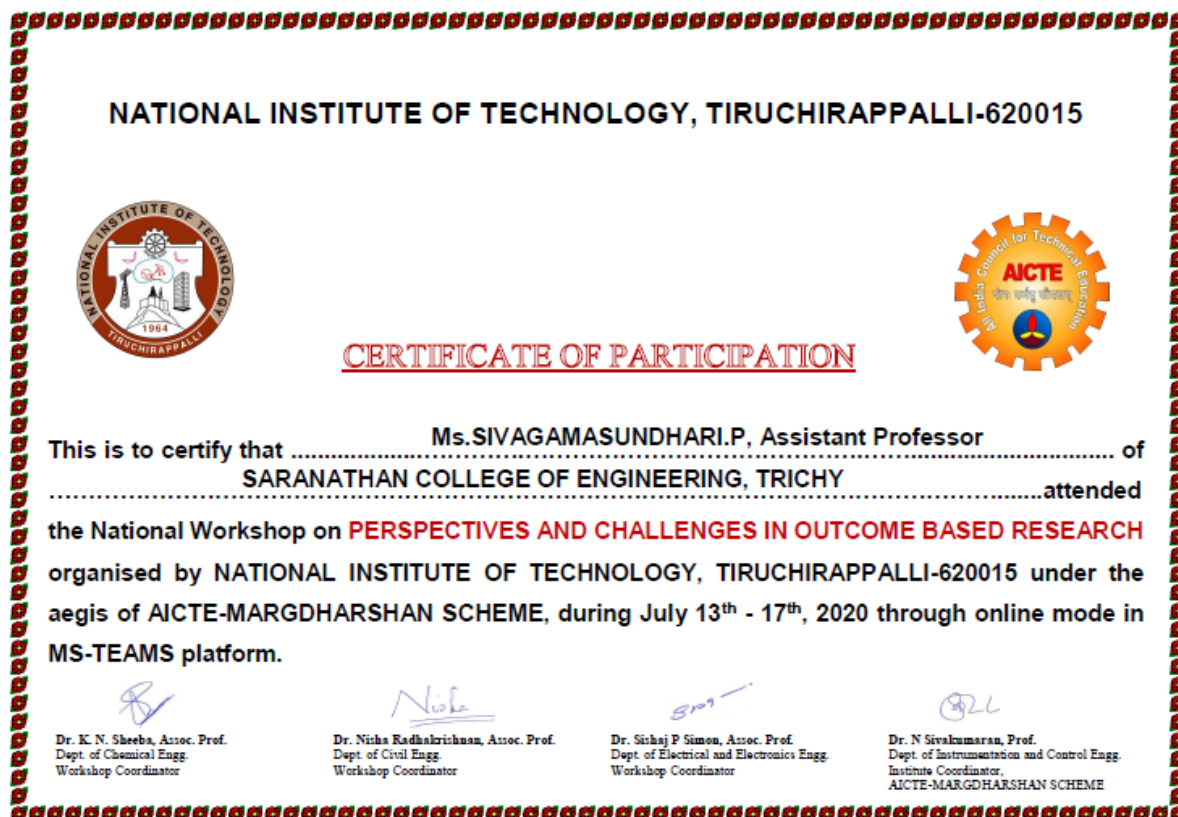 NATIONAL INSTITUTE OF TECHNOLOGY, TIRUCHIRAPPALLI-620015
NATIONAL INSTITUTE OF TECHNOLOGY
1964
TIRUCHIRAPPALLI
All India Council for Technical Education
AICTE
योगः कर्मसु कौशलम्
CERTIFICATE OF PARTICIPATION
This is to certify that ........Ms.SIVAGAMASUNDHARI.P, Assistant Professor........ of
........SARANATHAN COLLEGE OF ENGINEERING, TRICHY........attended
the National Workshop on PERSPECTIVES AND CHALLENGES IN OUTCOME BASED RESEARCH
organised by NATIONAL INSTITUTE OF TECHNOLOGY, TIRUCHIRAPPALLI-620015 under the
aegis of AICTE-MARGDHARSHAN SCHEME, during July 13th - 17th, 2020 through online mode in
MS-TEAMS platform.
Nisha
Dr. K. N. Sheeba, Assoc. Prof.
Dept. of Chemical Engg.
Workshop Coordinator
Dr. Nisha Radhakrishnan, Assoc. Prof.
Dept. of Civil Engg.
Workshop Coordinator
Dr. Sishaj P Simon, Assoc. Prof.
Dept. of Electrical and Electronics Engg.
Workshop Coordinator
Dr. N Sivakumaran, Prof.
Dept. of Instrumentation and Control Engg.
Institute Coordinator,
AICTE-MARGDHARSHAN SCHEME